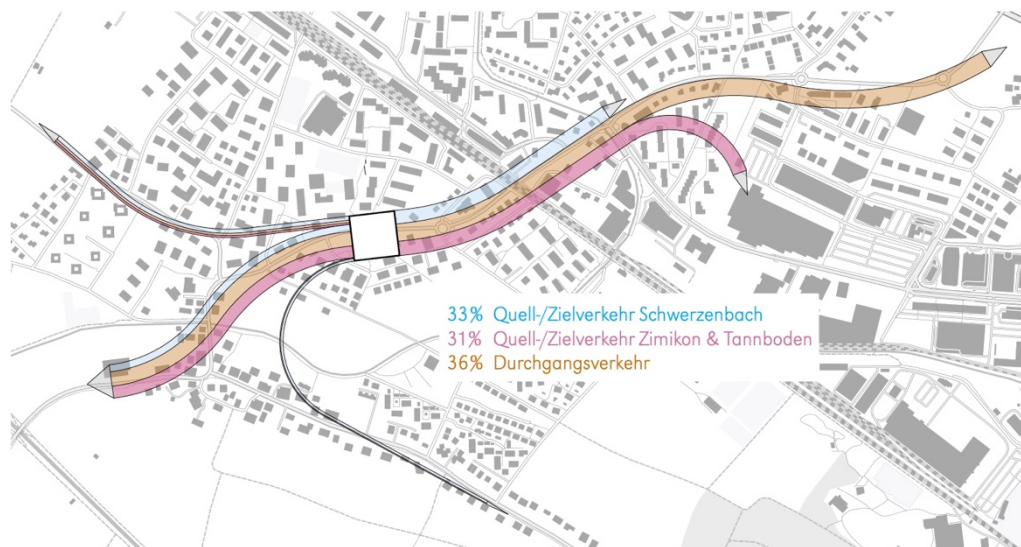 33% Quell-/Zielverkehr Schwerzenbach
31% Quell-/Zielverkehr Zimikon & Tannboden
36% Durchgangsverkehr